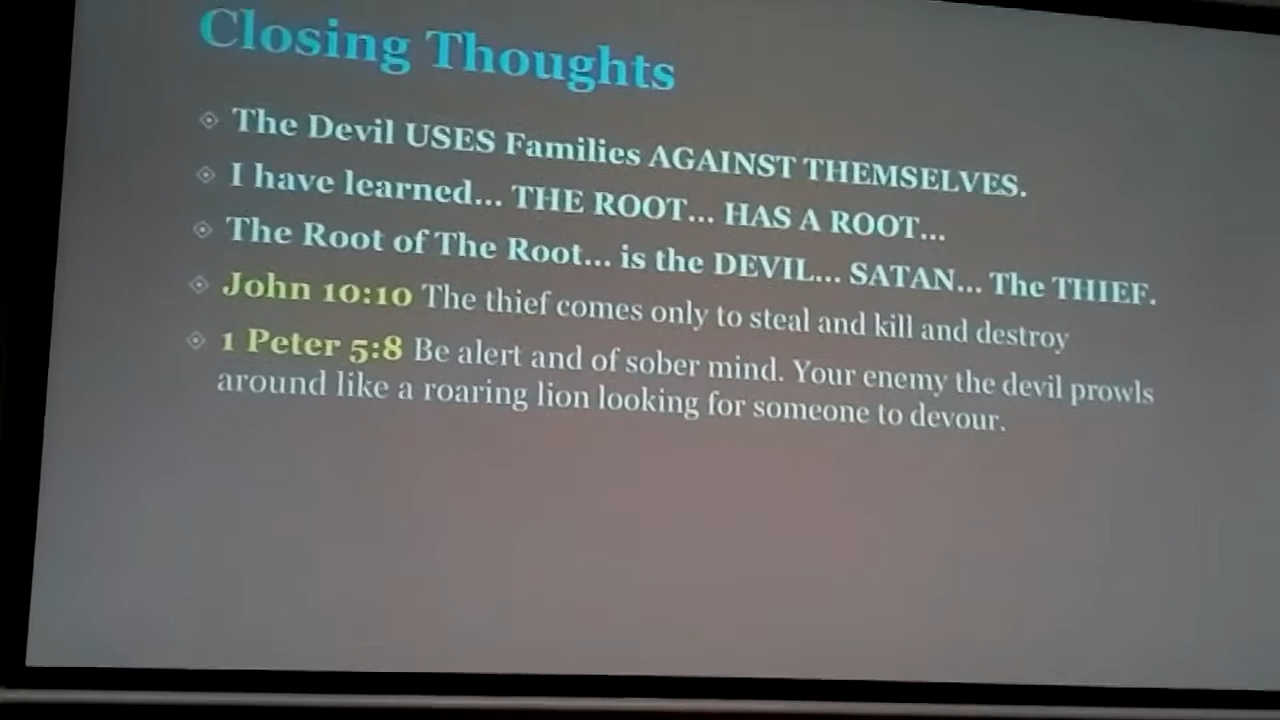 Closing Thoughts
The Devil USES Families AGAINST THEMSELVES.
I have learned... THE ROOT... HAS A ROOT...
The Root of The Root... is the DEVIL... SATAN... The THIEF.
John 10:10 The thief comes only to steal and kill and destroy
1 Peter 5:8 Be alert and of sober mind. Your enemy the devil prowls
around like a roaring lion looking for someone to devour.